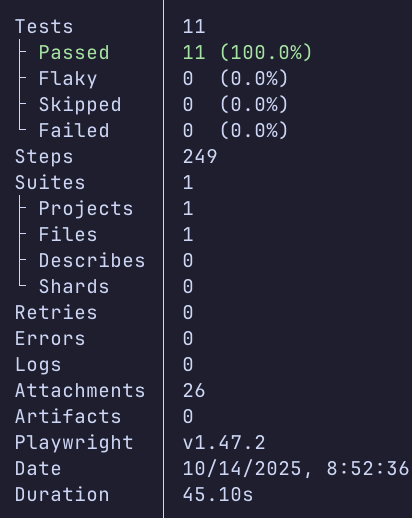 Tests 11
Passed 11 (100.0%)
Flaky 0 (0.0%)
Skipped 0 (0.0%)
Failed 0 (0.0%)
Steps 249
Suites 1
Projects 1
Files 1
Describes 0
Shards 0
Retries 0
Errors 0
Logs 0
Attachments 26
Artifacts 0
Playwright v1.47.2
Date 10/14/2025, 8:52:36
Duration 45.10s